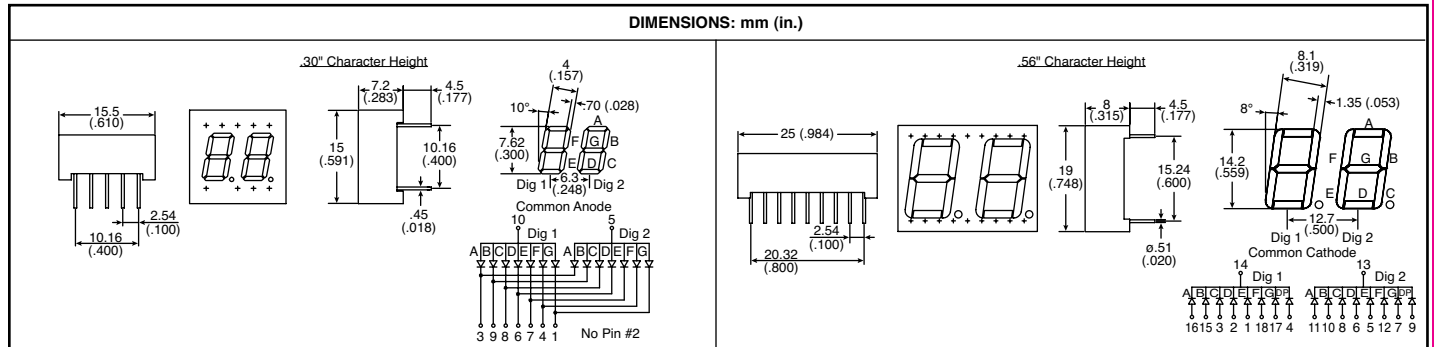 DIMENSIONS: mm (in.)
.30" Character Height
15.5
(.610)
10.16
(.400)
2.54
(.100)
7.2
(.283)
4.5
(.177)
15
(.591)
10.16
(.400)
.45
(.018)
4
(.157)
10°
.70 (.028)
7.62
(.300)
A
F G B
E D C
6.3
(.248)
Dig 1 Dig 2
Common Anode
10 5
Dig 1 Dig 2
A B C D E F G A B C D E F G
3 9 8 6 7 4 1 No Pin #2
.56" Character Height
25 (.984)
2.54
(.100)
20.32
(.800)
8
(.315)
4.5
(.177)
19
(.748)
15.24
(.600)
ø.51
(.020)
8.1
(.319)
8°
1.35 (.053)
14.2
(.559)
A
F G B
E D C
12.7
(.500)
Dig 1 Dig 2
Common Cathode
14 13
Dig 1 Dig 2
A B C D E F G DP A B C D E F G DP
16 15 3 2 1 18 17 4 11 10 8 6 5 12 7 9